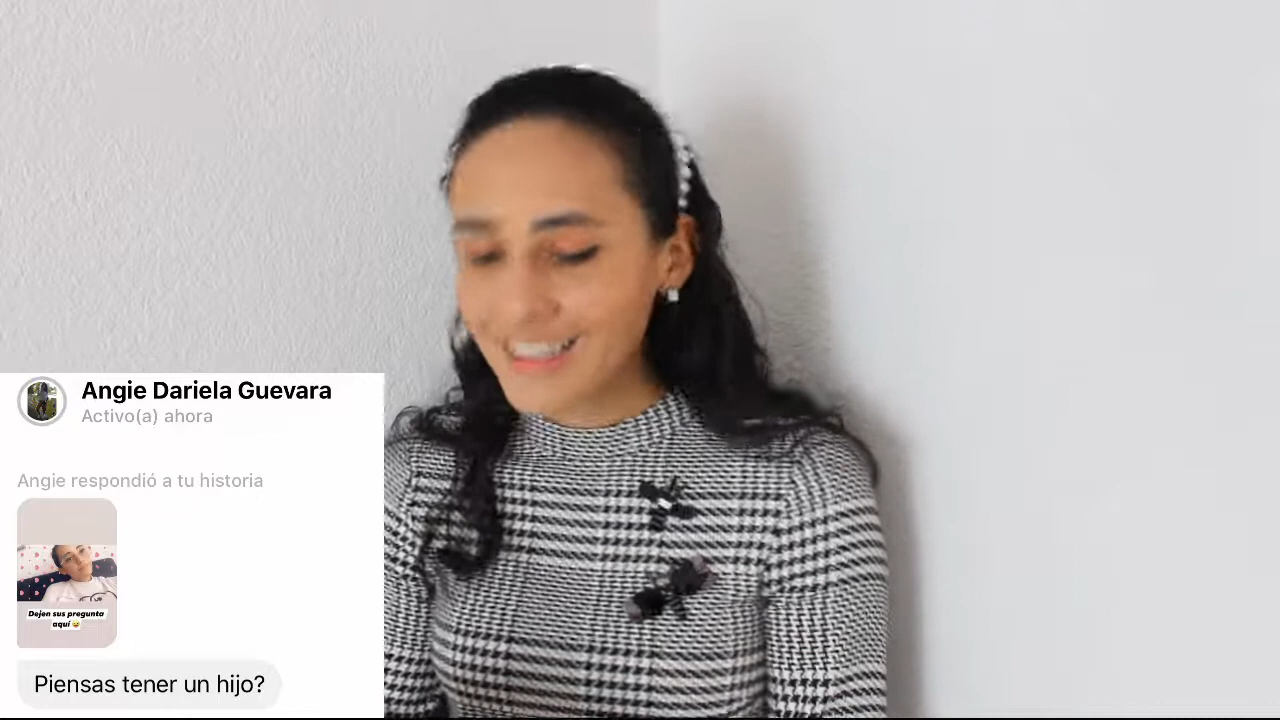 Angie Dariela Guevara
Activo(a) ahora
Angie respondió a tu historia
Dejen sus pregunta
aquí 😉
Piensas tener un hijo?